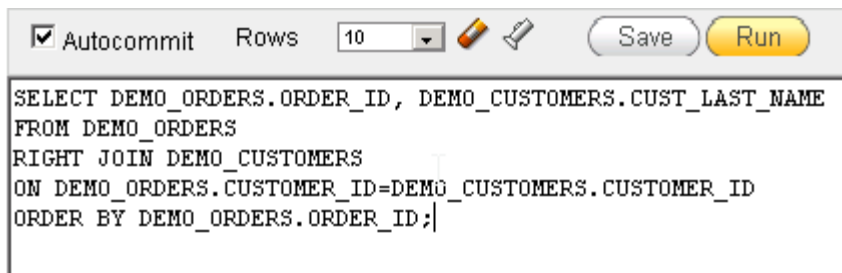 Autocommit Rows 10 Save Run
SELECT DEMO_ORDERS.ORDER_ID, DEMO_CUSTOMERS.CUST_LAST_NAME
FROM DEMO_ORDERS
RIGHT JOIN DEMO_CUSTOMERS
ON DEMO_ORDERS.CUSTOMER_ID=DEMO_CUSTOMERS.CUSTOMER_ID
ORDER BY DEMO_ORDERS.ORDER_ID;